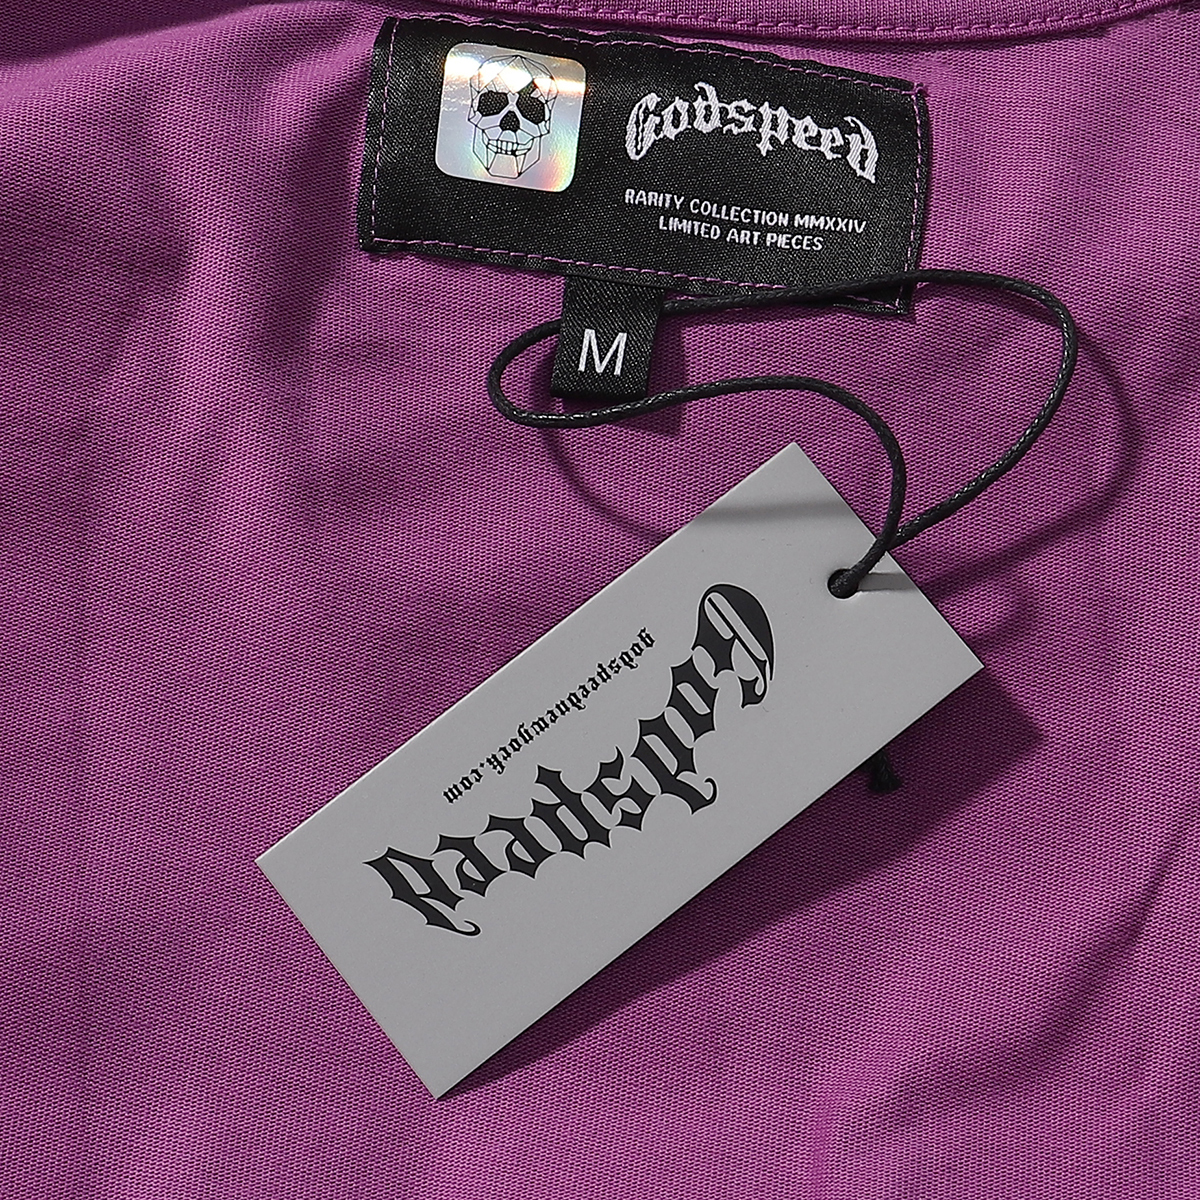 Godspeed
RARITY COLLECTION MMXXIV
LIMITED ART PIECES
M
Godspeed
godspeednewyork.com